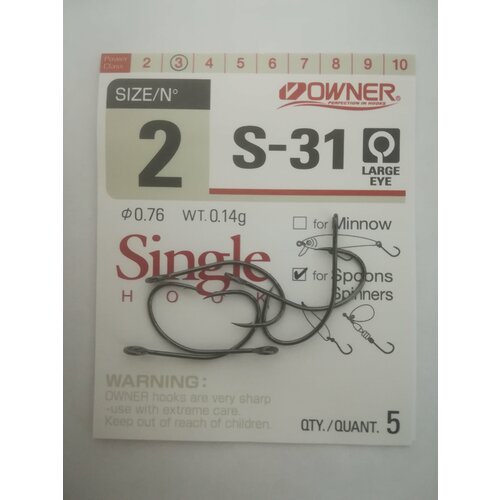 Power Class 2 3 4 5 6 7 8 9 10
SIZE/N°
2
OWNER®
PERFECTION IN HOOKS
S-31
LARGE
EYE
φ0.76 WT. 0.14g
for Minnow
Single
HOOK
for Spoons
Spinners
WARNING:
OWNER hooks are very sharp
-use with extreme care.
Keep out of reach of children.
QTY./QUANT. 5